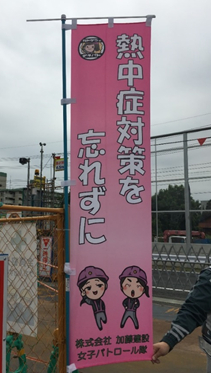 熱中症対策を
忘れずに
株式会社 加藤建設
女子パトロール隊